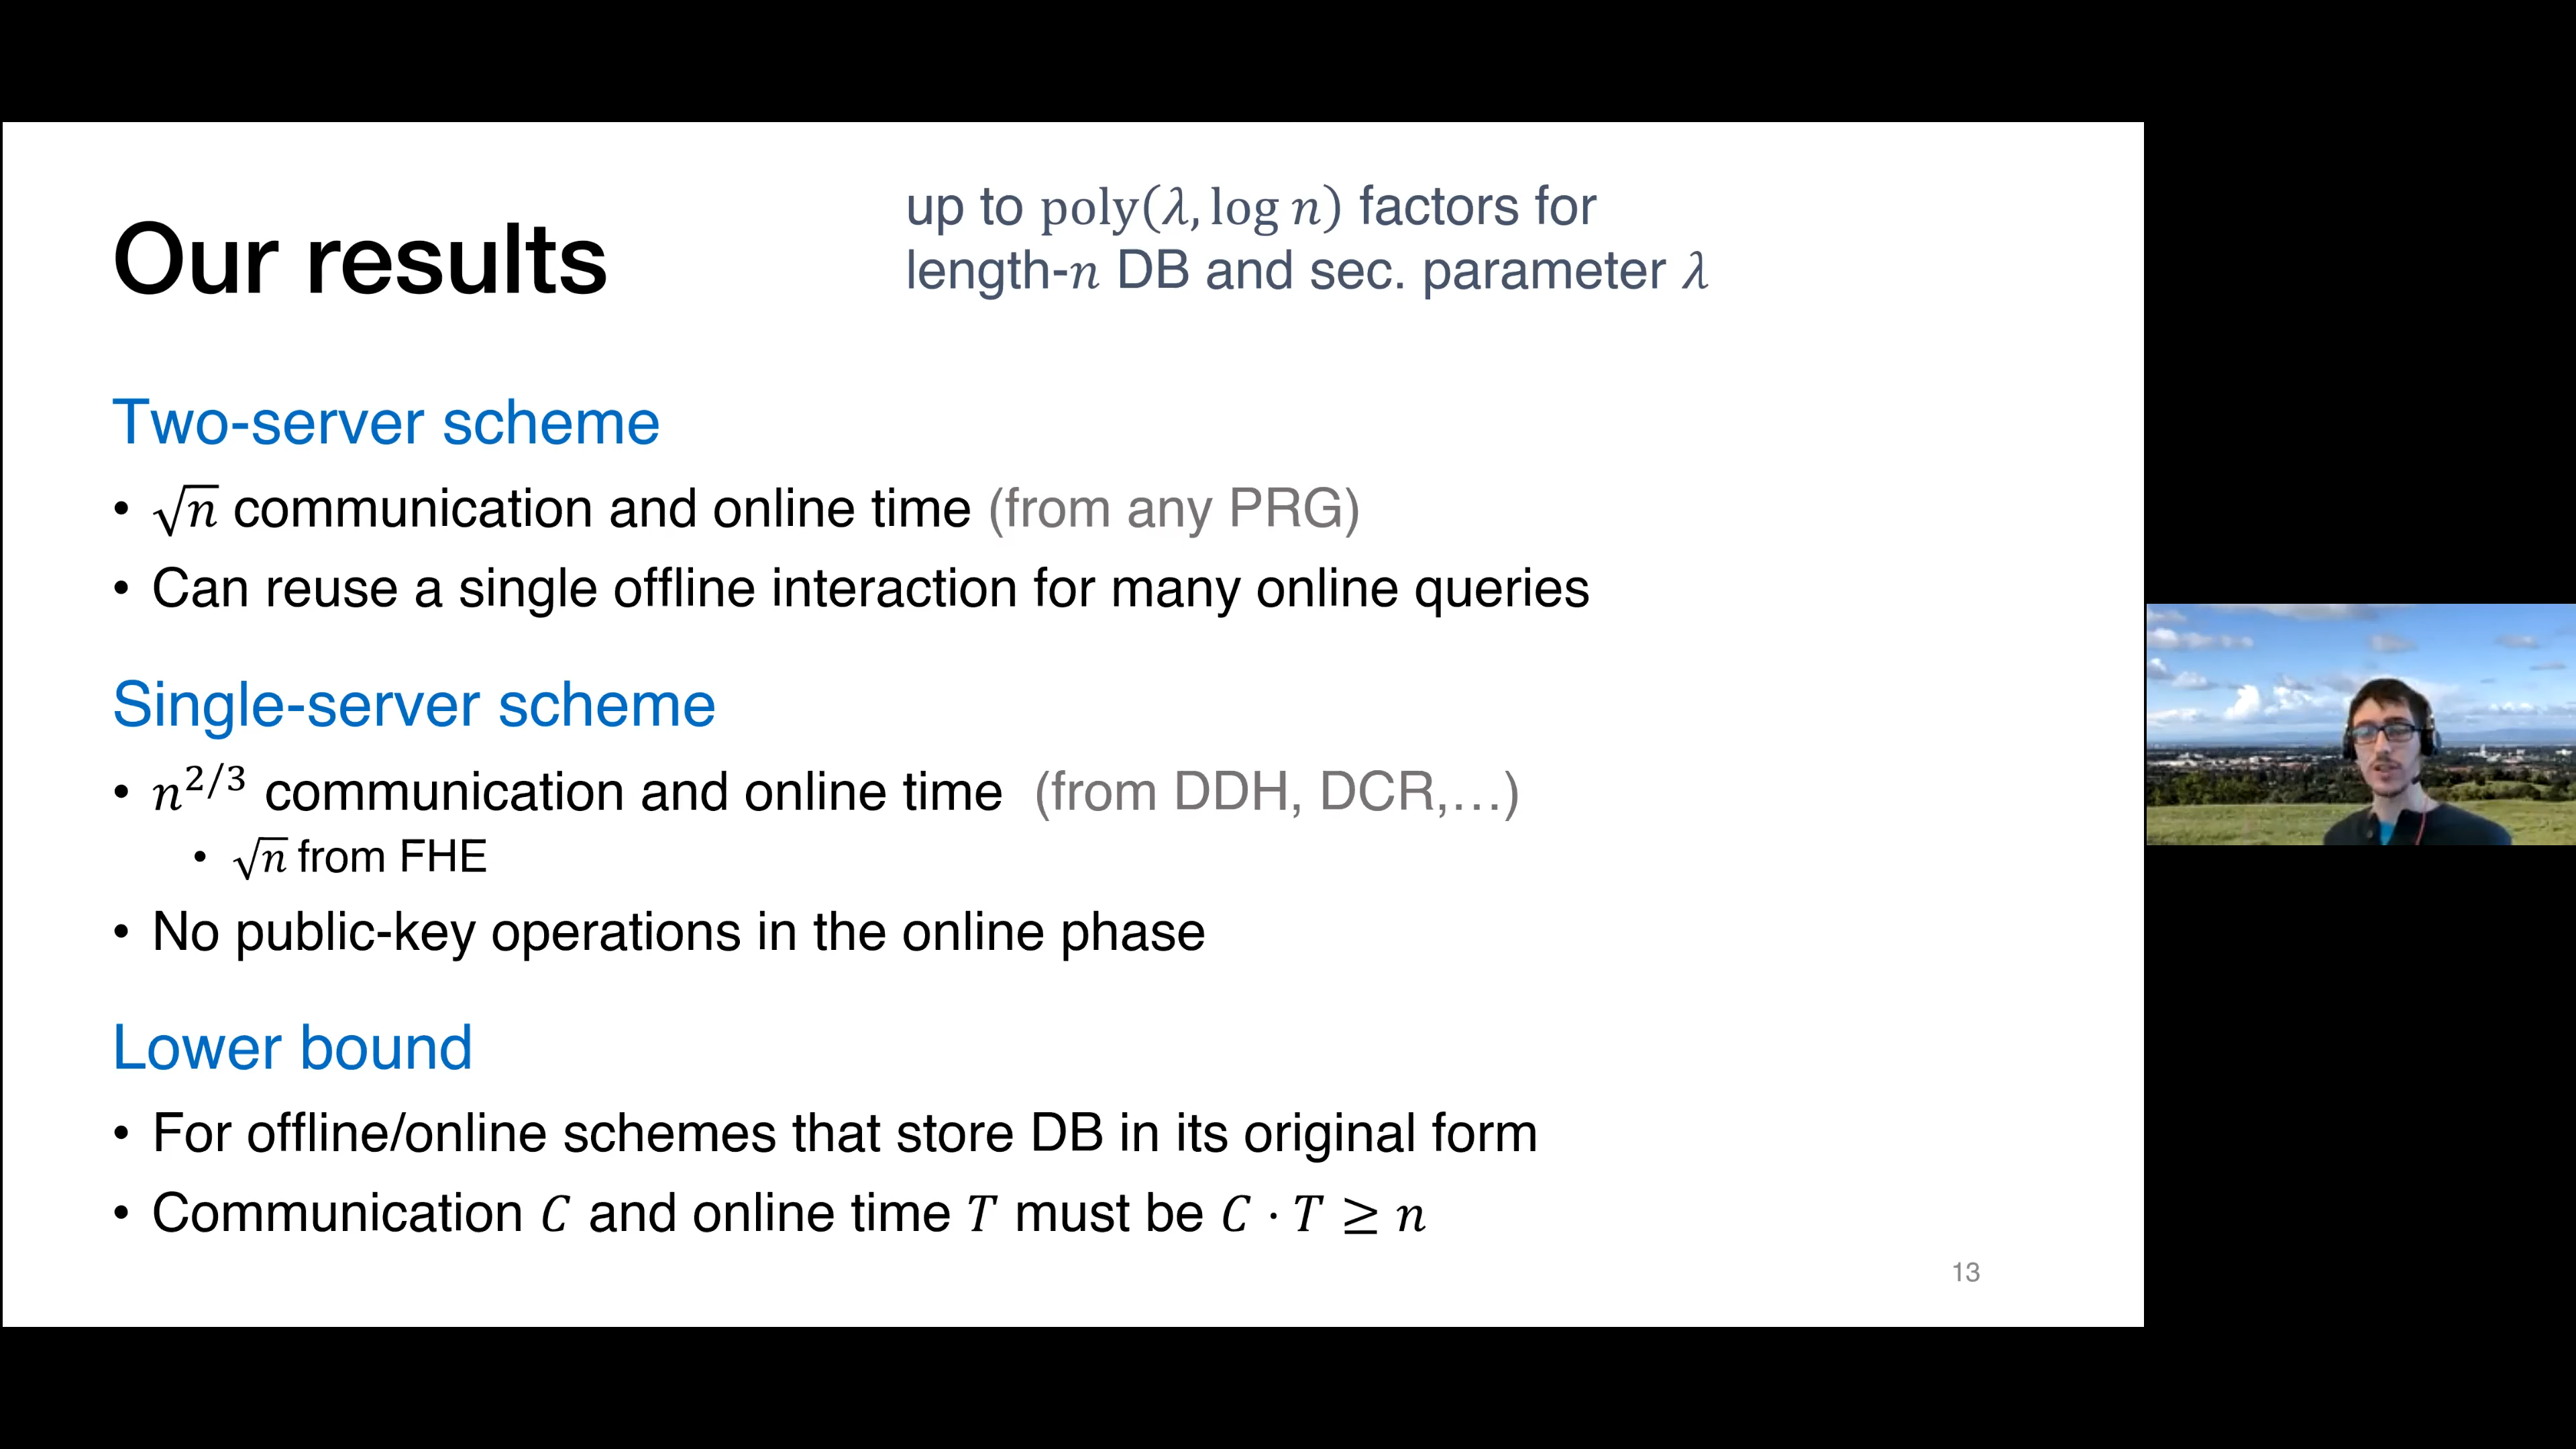 Our results
up to poly(λ, log n) factors for
length-n DB and sec. parameter λ
Two-server scheme
• √n communication and online time (from any PRG)
• Can reuse a single offline interaction for many online queries
Single-server scheme
• n^{2/3} communication and online time (from DDH, DCR,…)
• √n from FHE
• No public-key operations in the online phase
Lower bound
• For offline/online schemes that store DB in its original form
• Communication C and online time T must be C · T ≥ n
13